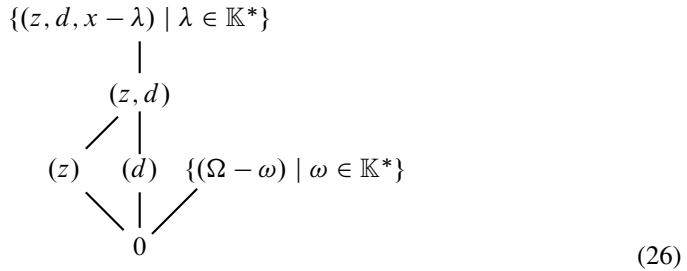 {(z, d, x − λ) | λ ∈ 𝕂*}
(z, d)
(z) (d) {(Ω − ω) | ω ∈ 𝕂*}
0
(26)